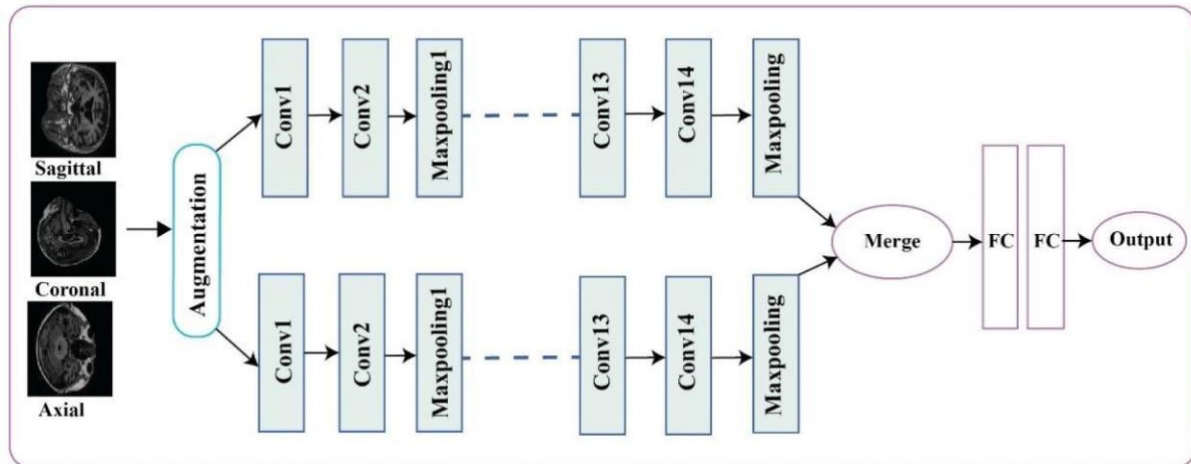 Sagittal
Coronal
Axial
Augmentation
Conv1
Conv2
Maxpooling1
Conv13
Conv14
Maxpooling
Conv1
Conv2
Maxpooling1
Conv13
Conv14
Maxpooling
Merge
FC
FC
Output